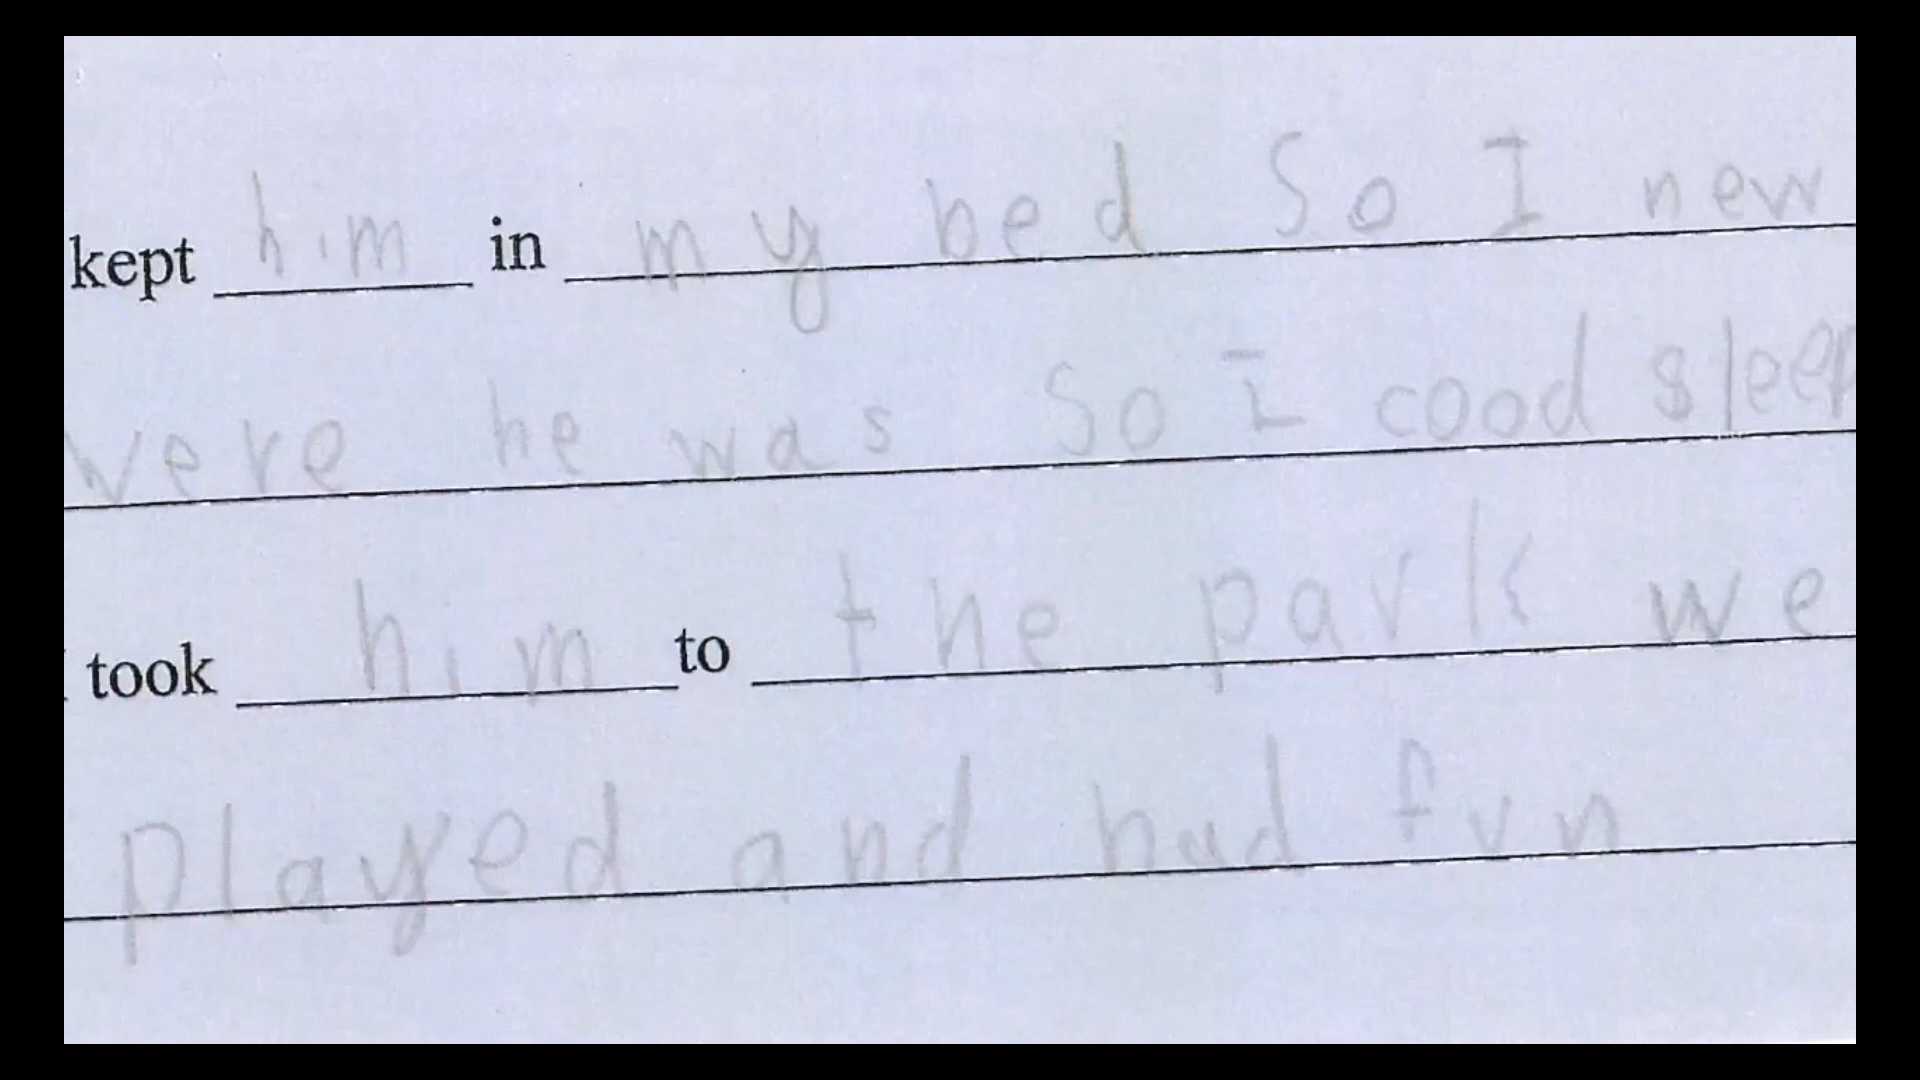 kept him in my bed So I new
were he was So I cood sleep
took him to the park we
played and had fun